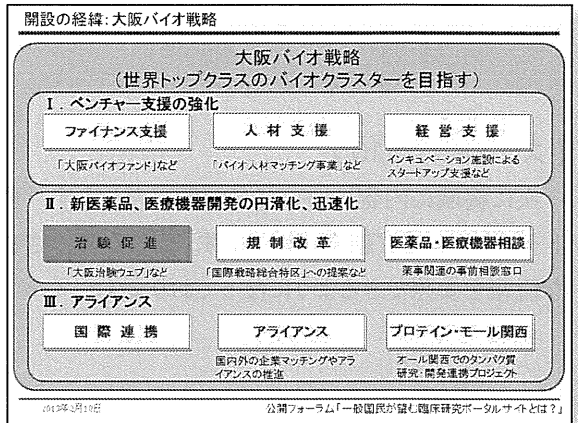 開設の経緯:大阪バイオ戦略
大阪バイオ戦略
（世界トップクラスのバイオクラスターを目指す）
Ⅰ．ベンチャー支援の強化
ファイナンス支援
人材支援
経営支援
「大阪バイオファンド」など
「バイオ人材マッチング事業」など
インキュベーション施設による
スタートアップ支援など
Ⅱ．新医薬品、医療機器開発の円滑化、迅速化
治験促進
規制改革
医薬品・医療機器相談
「大阪治験ウェブ」など
「国際戦略総合特区」への提案など
薬事関連の事前相談窓口
Ⅲ．アライアンス
国際連携
アライアンス
プロテイン・モール関西
国内外の企業マッチングやアラ
イアンスの推進
オール関西でのタンパク質
研究・開発連携プロジェクト
公開フォーラム「一般国民が望む臨床研究ポータルサイトとは？」